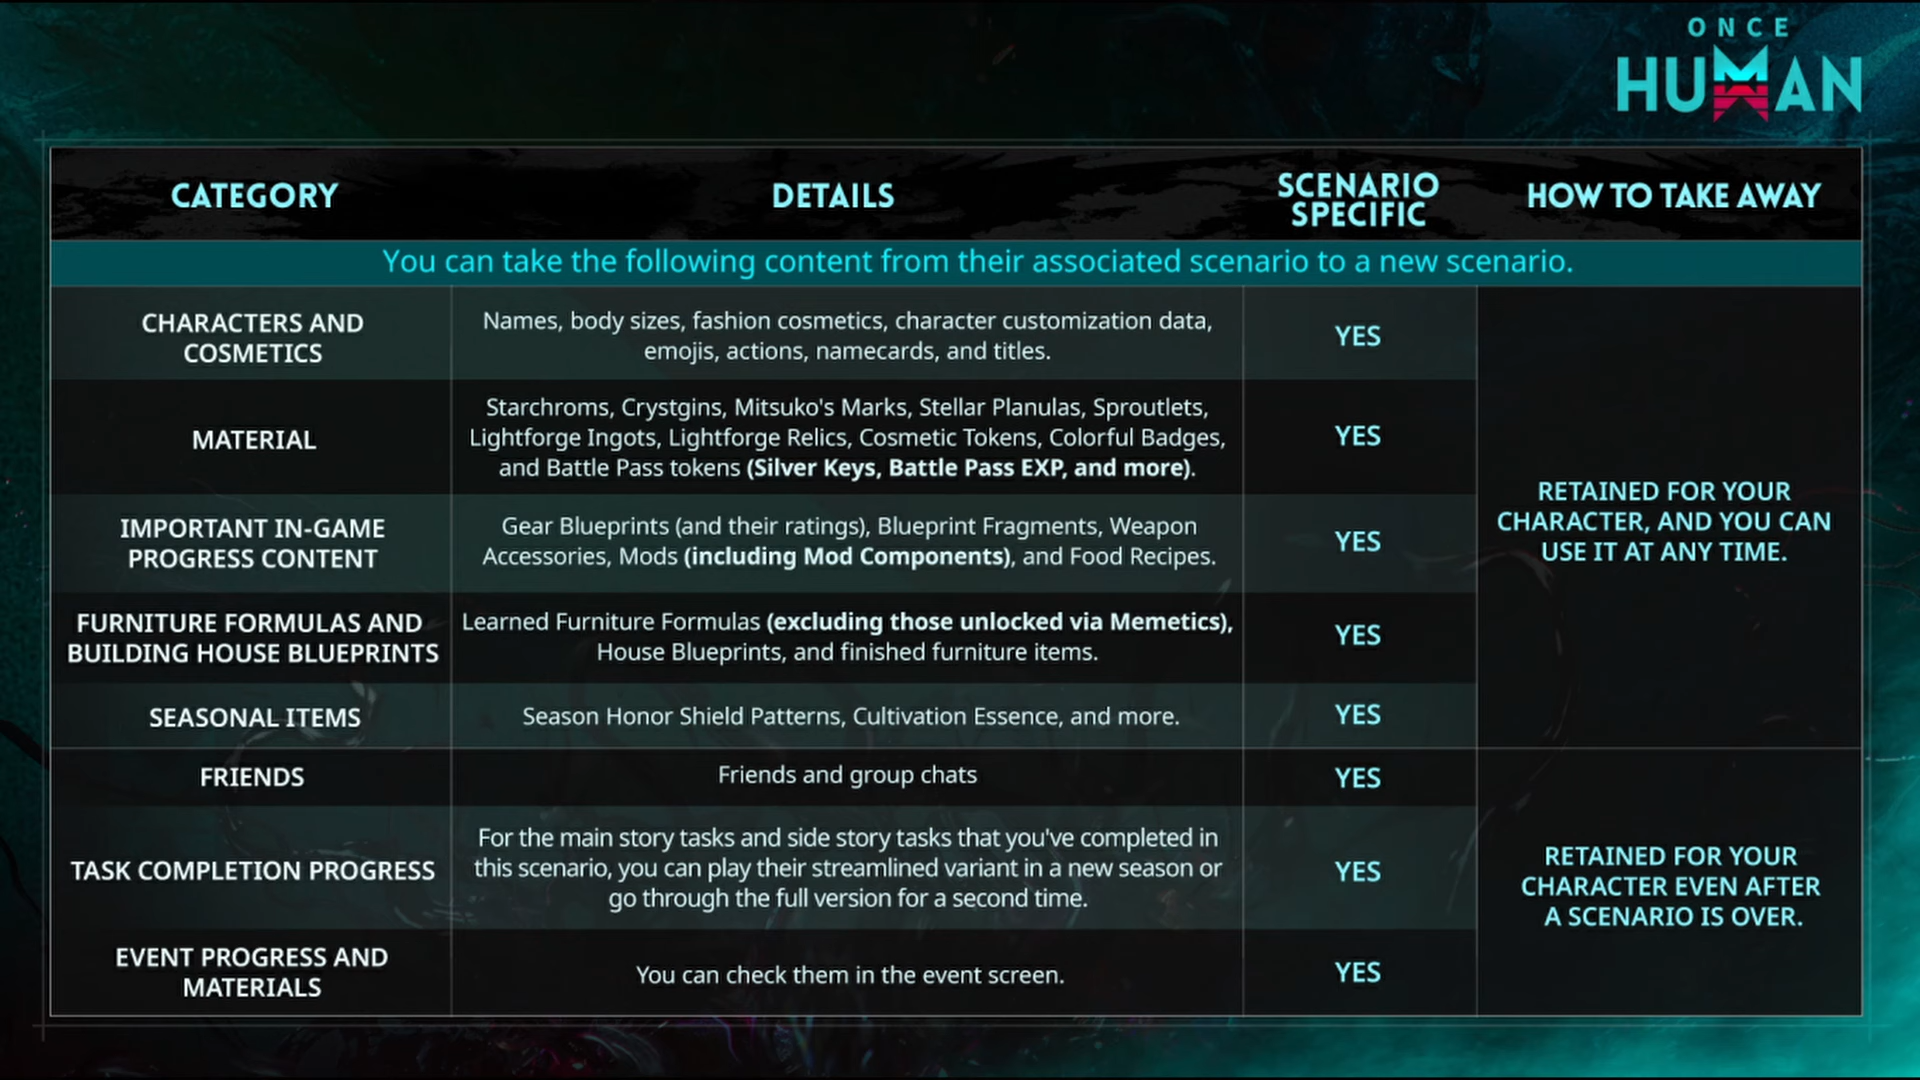 ONCE
HUMAN
CATEGORY
DETAILS
SCENARIO
SPECIFIC
HOW TO TAKE AWAY
You can take the following content from their associated scenario to a new scenario.
CHARACTERS AND
COSMETICS
Names, body sizes, fashion cosmetics, character customization data,
emojis, actions, namecards, and titles.
YES
MATERIAL
Starchroms, Crystgins, Mitsuko's Marks, Stellar Planulas, Sproutlets,
Lightforge Ingots, Lightforge Relics, Cosmetic Tokens, Colorful Badges,
and Battle Pass tokens (Silver Keys, Battle Pass EXP, and more).
YES
IMPORTANT IN-GAME
PROGRESS CONTENT
Gear Blueprints (and their ratings), Blueprint Fragments, Weapon
Accessories, Mods (including Mod Components), and Food Recipes.
YES
FURNITURE FORMULAS AND
BUILDING HOUSE BLUEPRINTS
Learned Furniture Formulas (excluding those unlocked via Memetics),
House Blueprints, and finished furniture items.
YES
SEASONAL ITEMS
Season Honor Shield Patterns, Cultivation Essence, and more.
YES
RETAINED FOR YOUR
CHARACTER, AND YOU CAN
USE IT AT ANY TIME.
FRIENDS
Friends and group chats
YES
TASK COMPLETION PROGRESS
For the main story tasks and side story tasks that you've completed in
this scenario, you can play their streamlined variant in a new season or
go through the full version for a second time.
YES
EVENT PROGRESS AND
MATERIALS
You can check them in the event screen.
YES
RETAINED FOR YOUR
CHARACTER EVEN AFTER
A SCENARIO IS OVER.